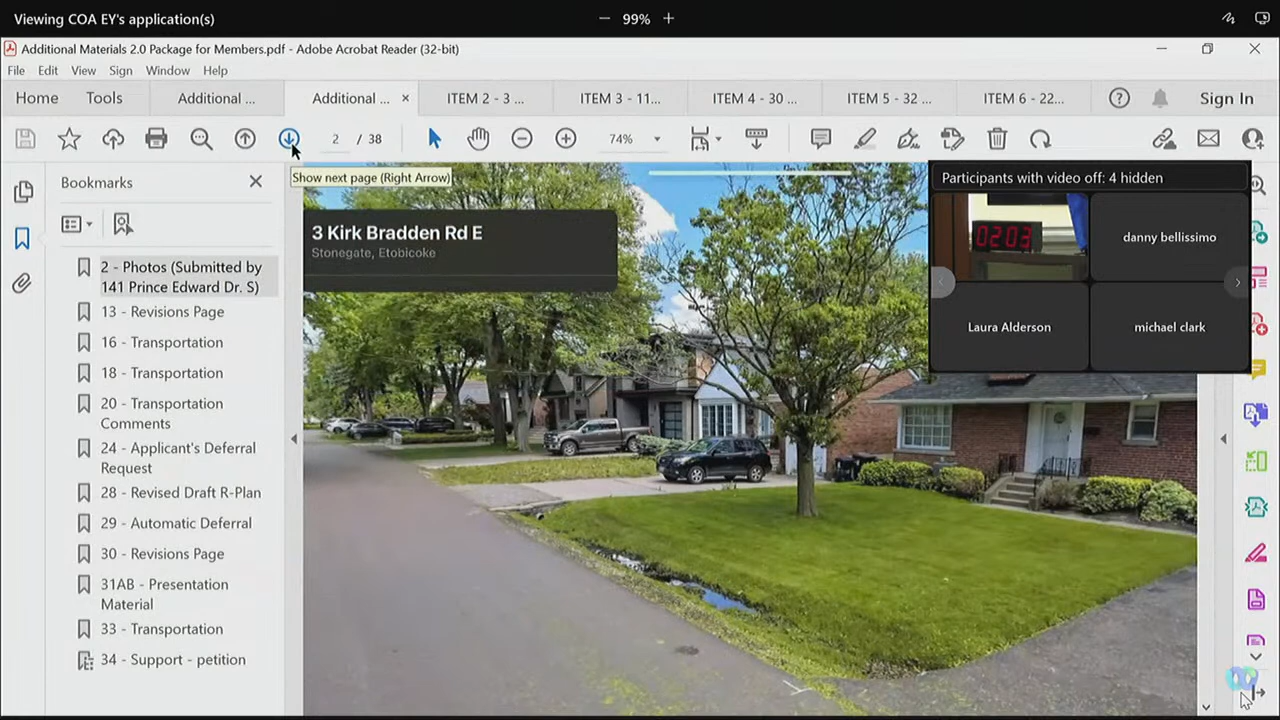 Viewing COA EY's application(s)
99%
Additional Materials 2.0 Package for Members.pdf - Adobe Acrobat Reader (32-bit)
File Edit View Sign Window Help
Home Tools Additional ... Additional ... × ITEM 2 - 3 ... ITEM 3 - 11... ITEM 4 - 30 ... ITEM 5 - 32 ... ITEM 6 - 22... Sign In
2 / 38 74%
Show next page (Right Arrow)
Bookmarks
2 - Photos (Submitted by
141 Prince Edward Dr. S)
13 - Revisions Page
16 - Transportation
18 - Transportation
20 - Transportation
Comments
24 - Applicant's Deferral
Request
28 - Revised Draft R-Plan
29 - Automatic Deferral
30 - Revisions Page
31AB - Presentation
Material
33 - Transportation
34 - Support - petition
3 Kirk Bradden Rd E
Stonegate, Etobicoke
Participants with video off: 4 hidden
0203
danny bellissimo
Laura Alderson
michael clark